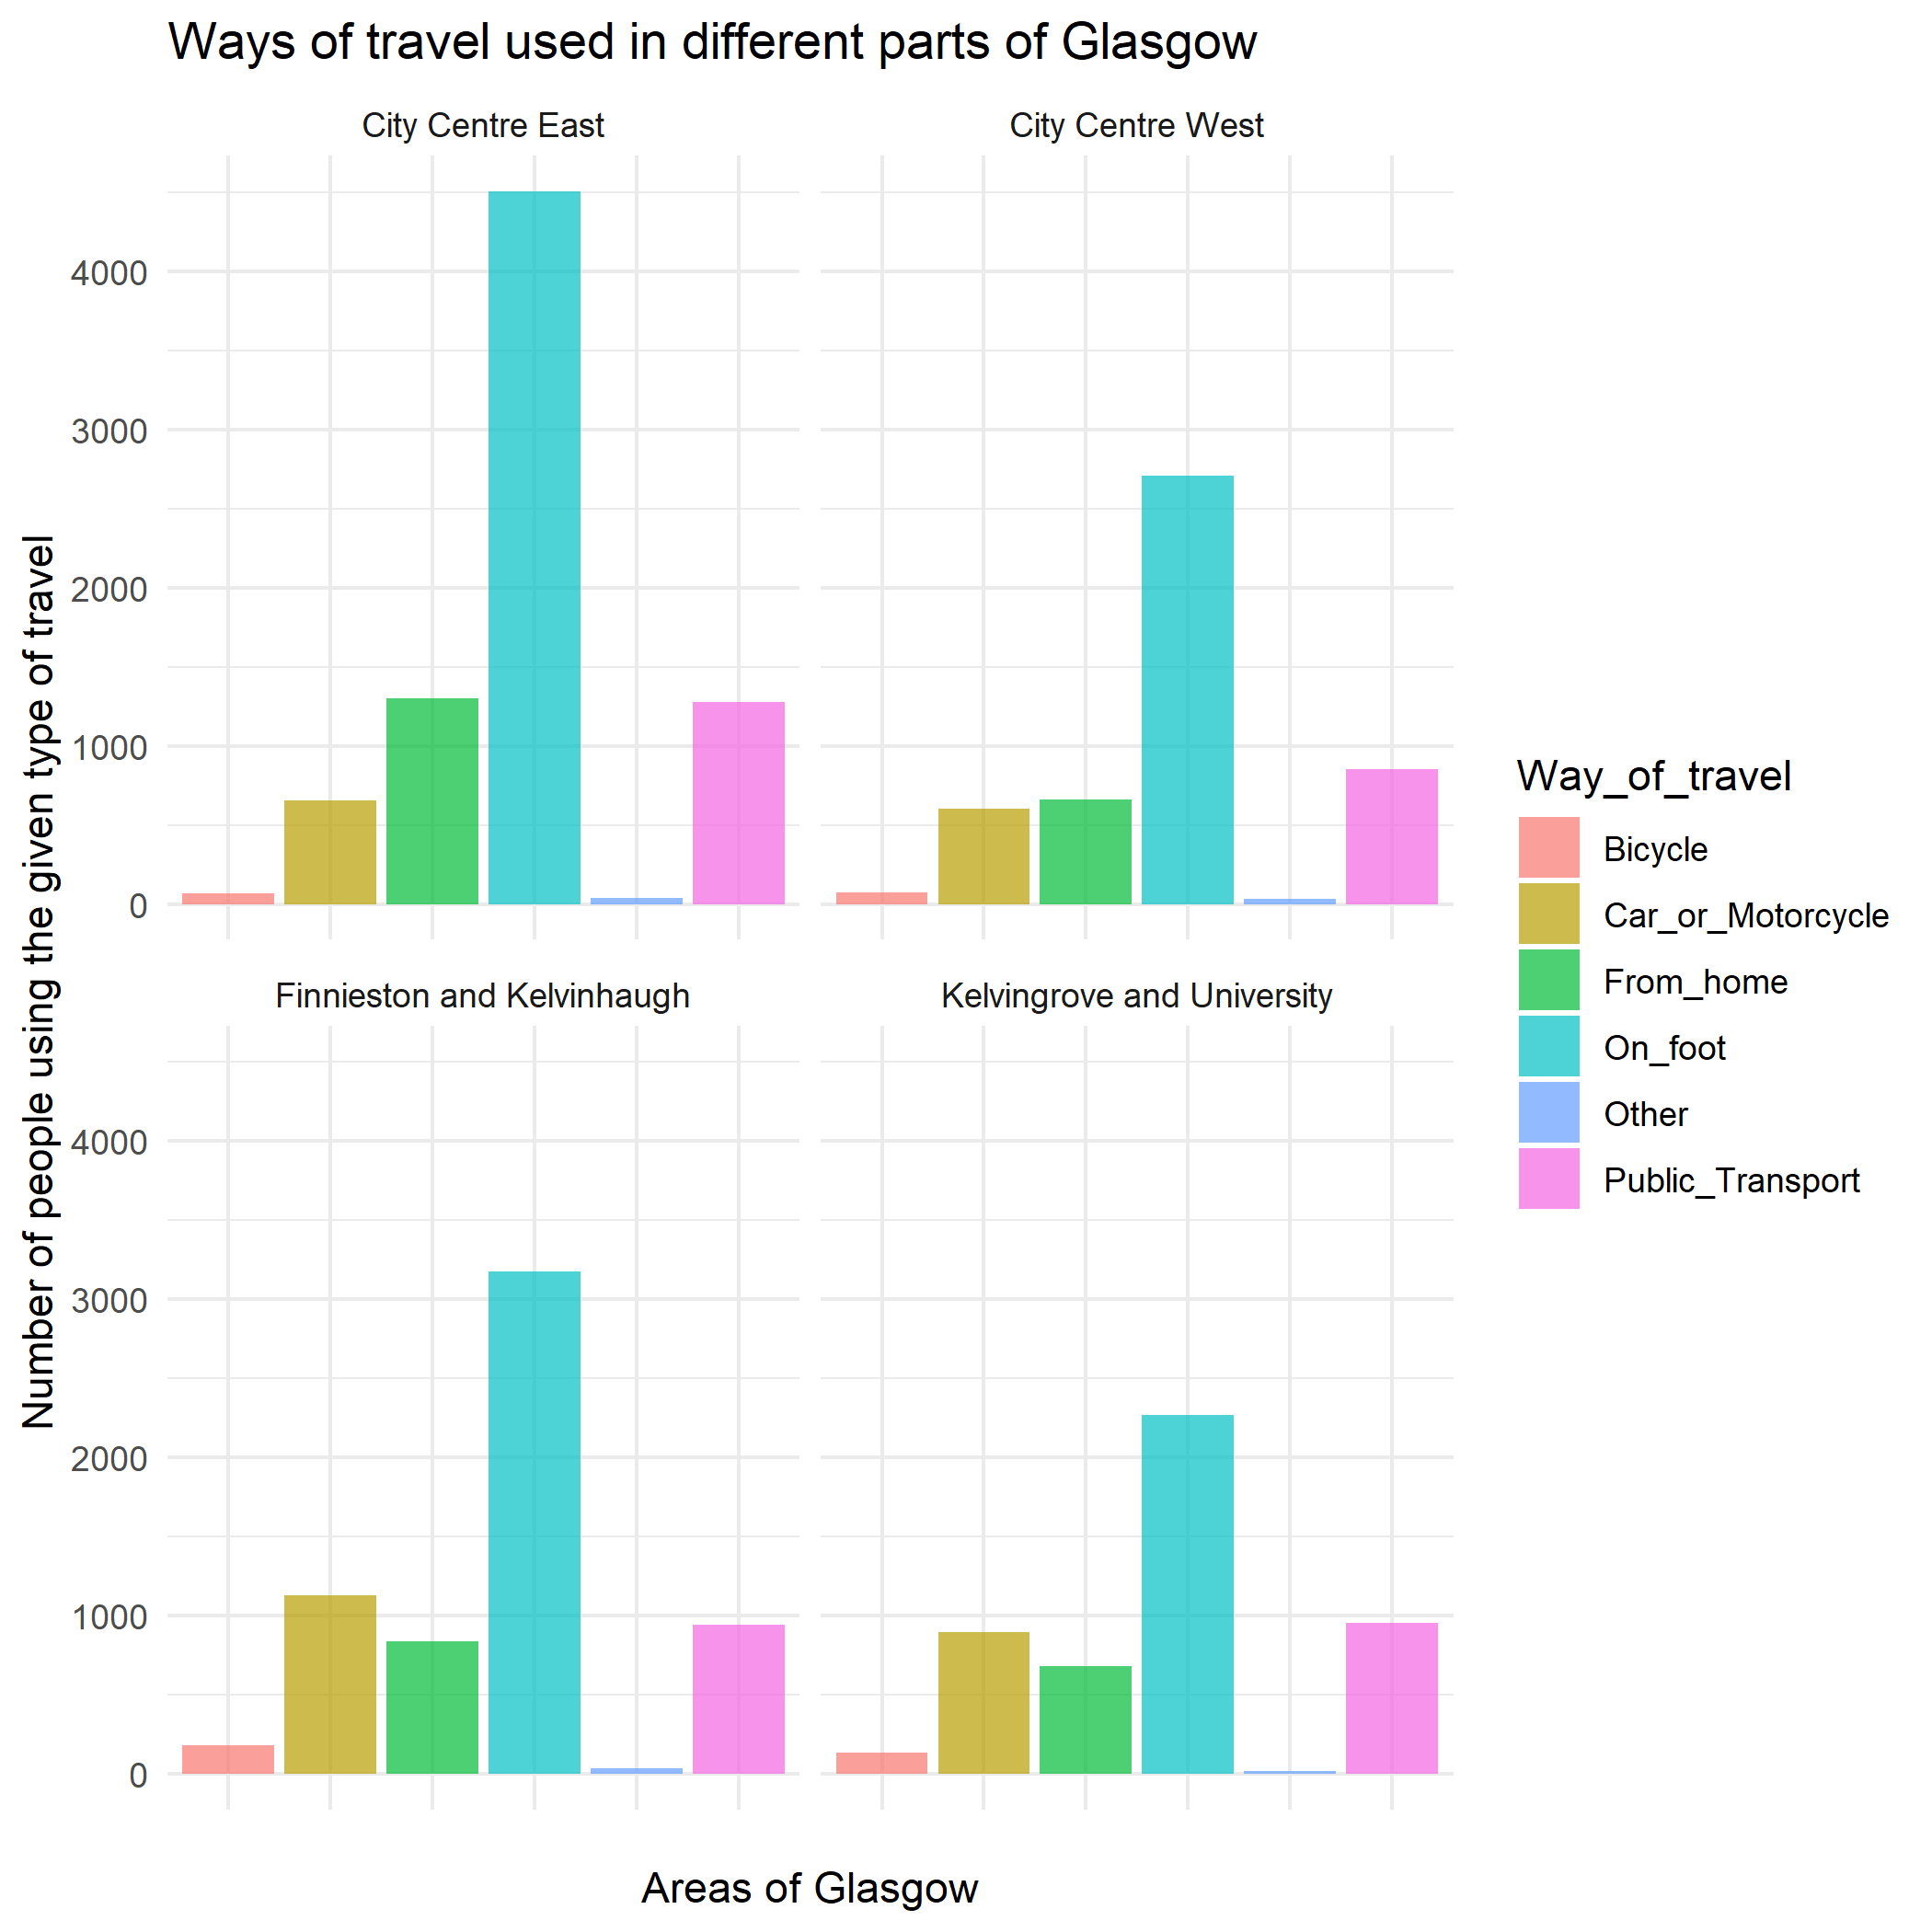 Ways of travel used in different parts of Glasgow
City Centre East
City Centre West
4000
3000
2000
1000
0
Finnieston and Kelvinhaugh
Kelvingrove and University
4000
3000
2000
1000
0
Number of people using the given type of travel
Areas of Glasgow
Way_of_travel
Bicycle
Car_or_Motorcycle
From_home
On_foot
Other
Public_Transport